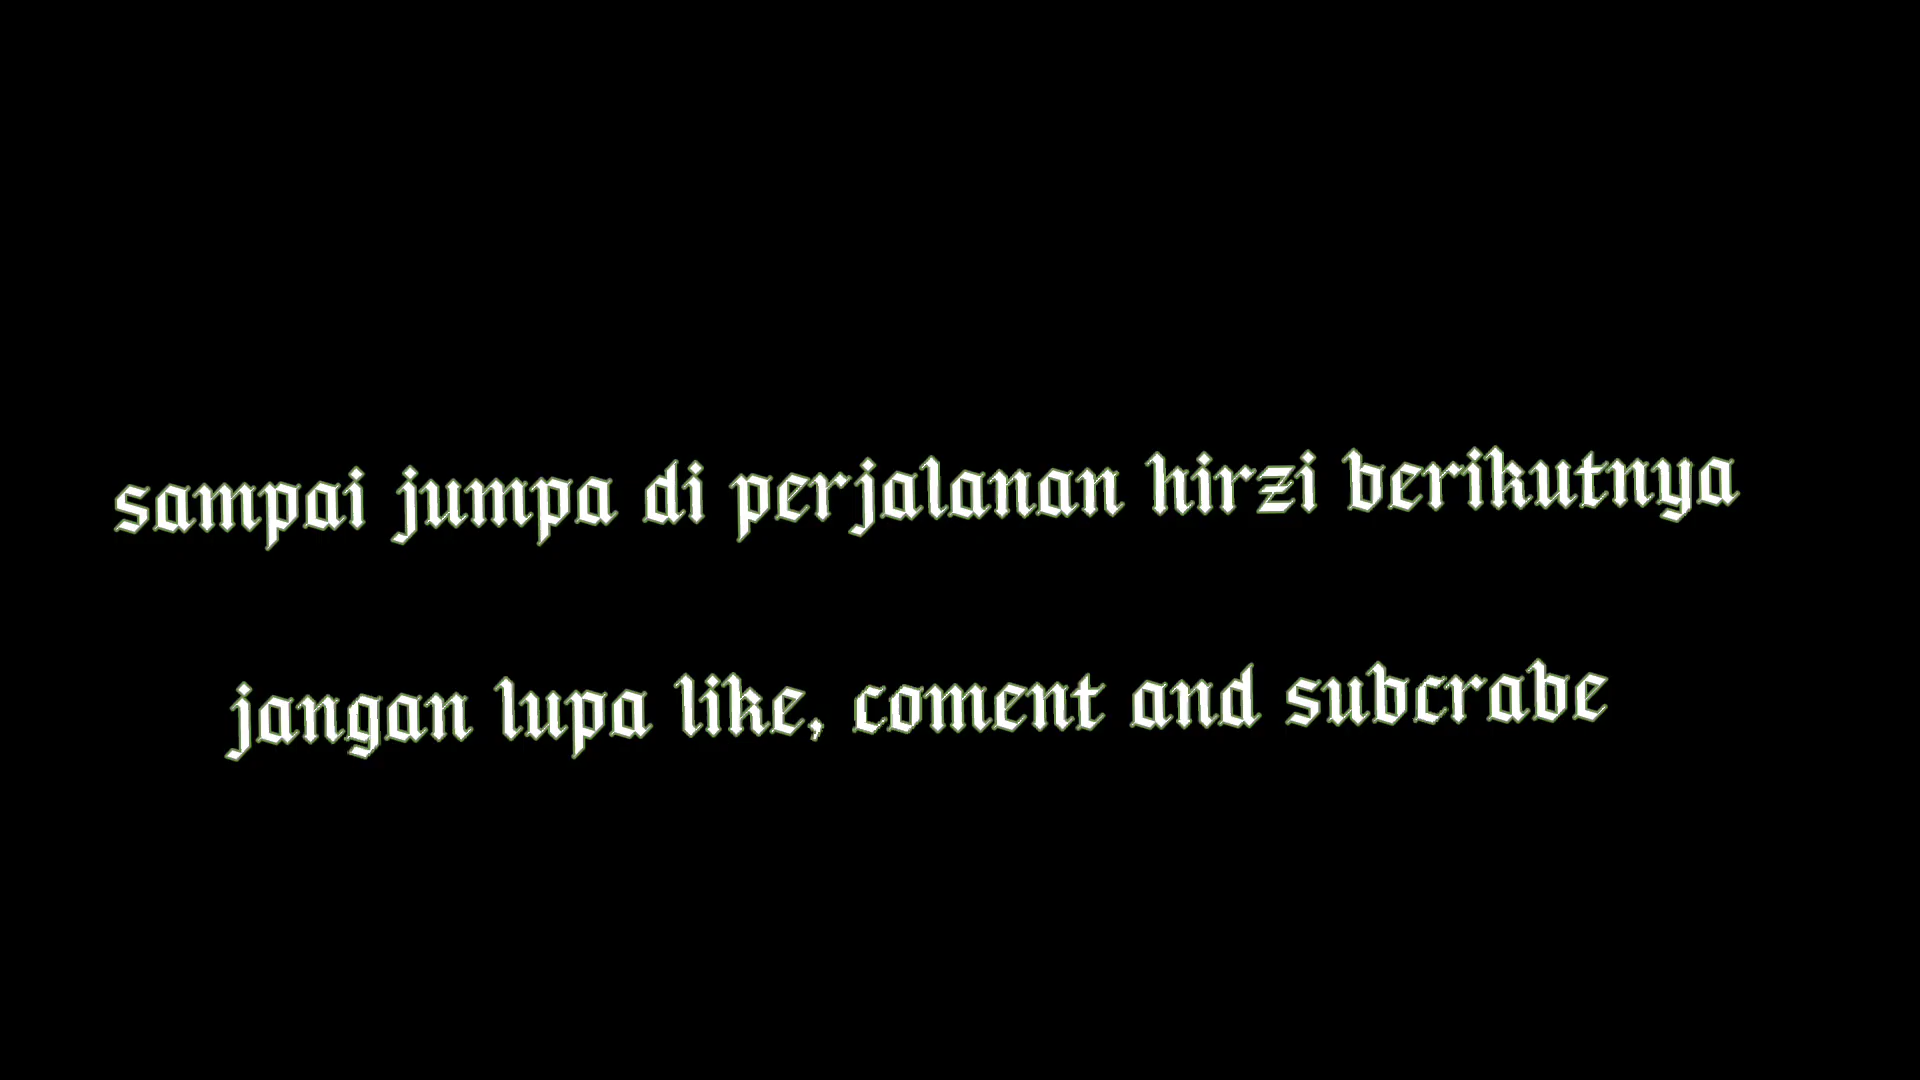 sampai jumpa di perjalanan hirzi berikutnya
jangan lupa like, coment and subcrabe